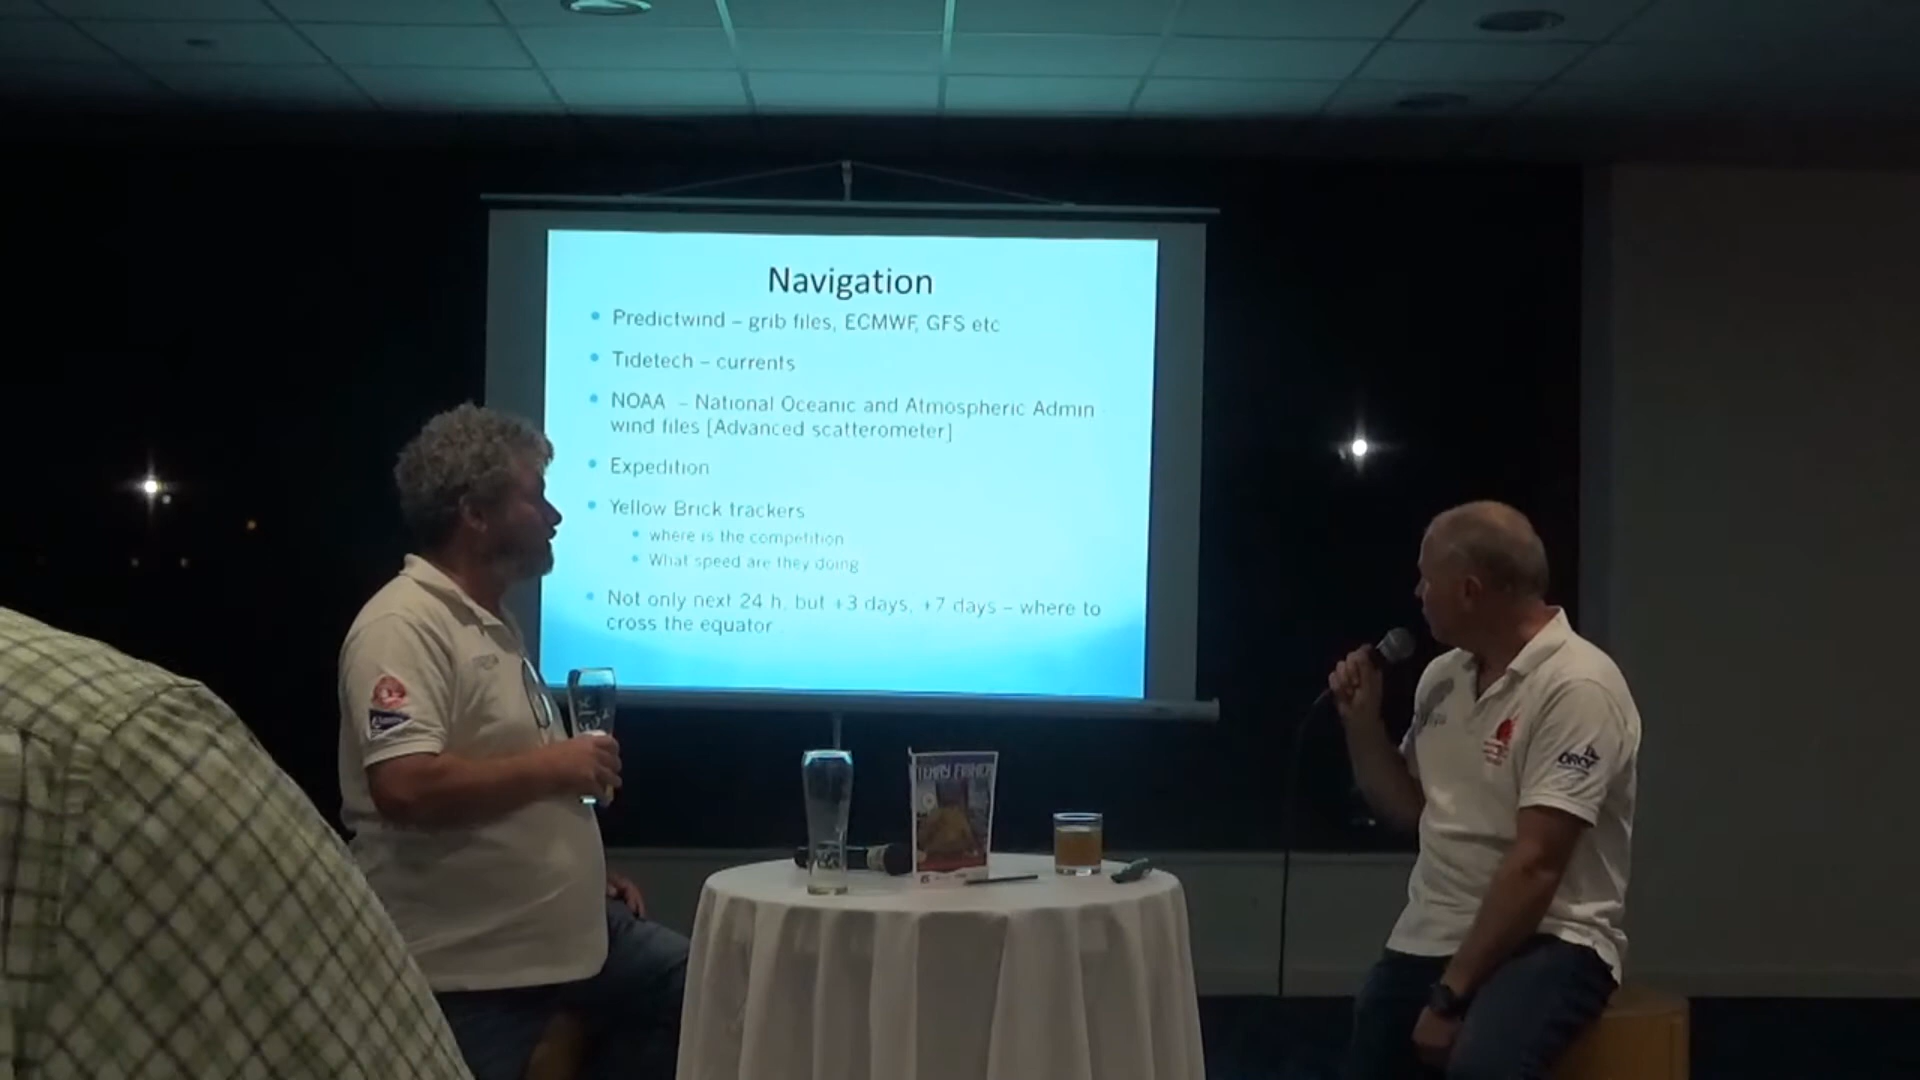 Navigation
Predictwind – grib files, ECMWF, GFS etc
Tidetech – currents
NOAA – National Oceanic and Atmospheric Admin
wind files [Advanced scatterometer]
Expedition
Yellow Brick trackers
where is the competition
What speed are they doing
Not only next 24 h, but +3 days, +7 days – where to
cross the equator
ORCV